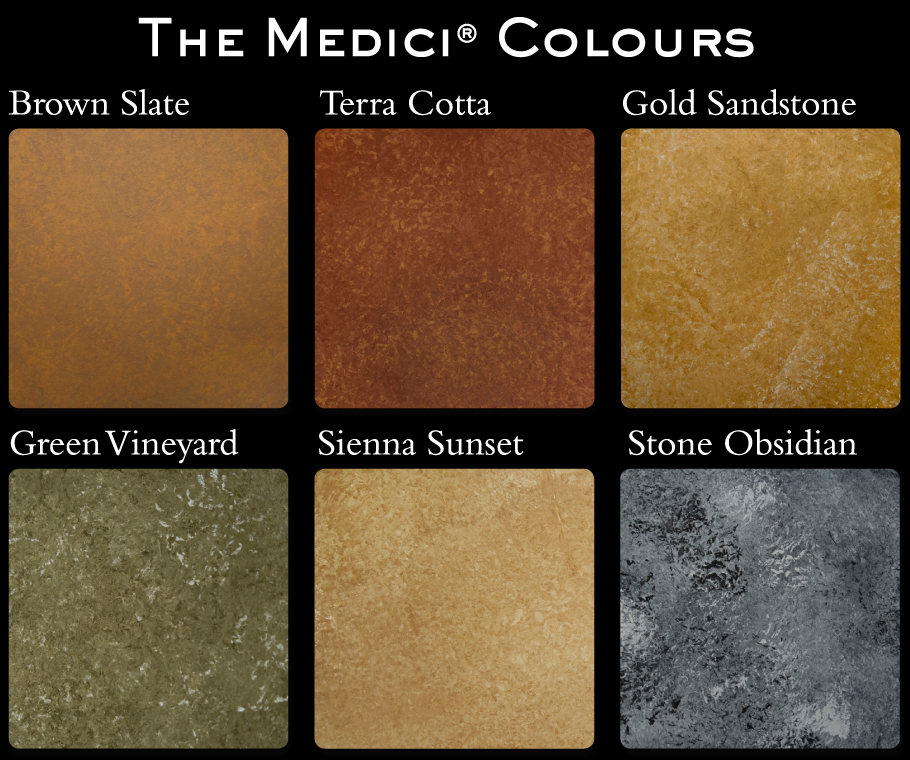 The Medici® Colours
Brown Slate Terra Cotta Gold Sandstone
Green Vineyard Sienna Sunset Stone Obsidian